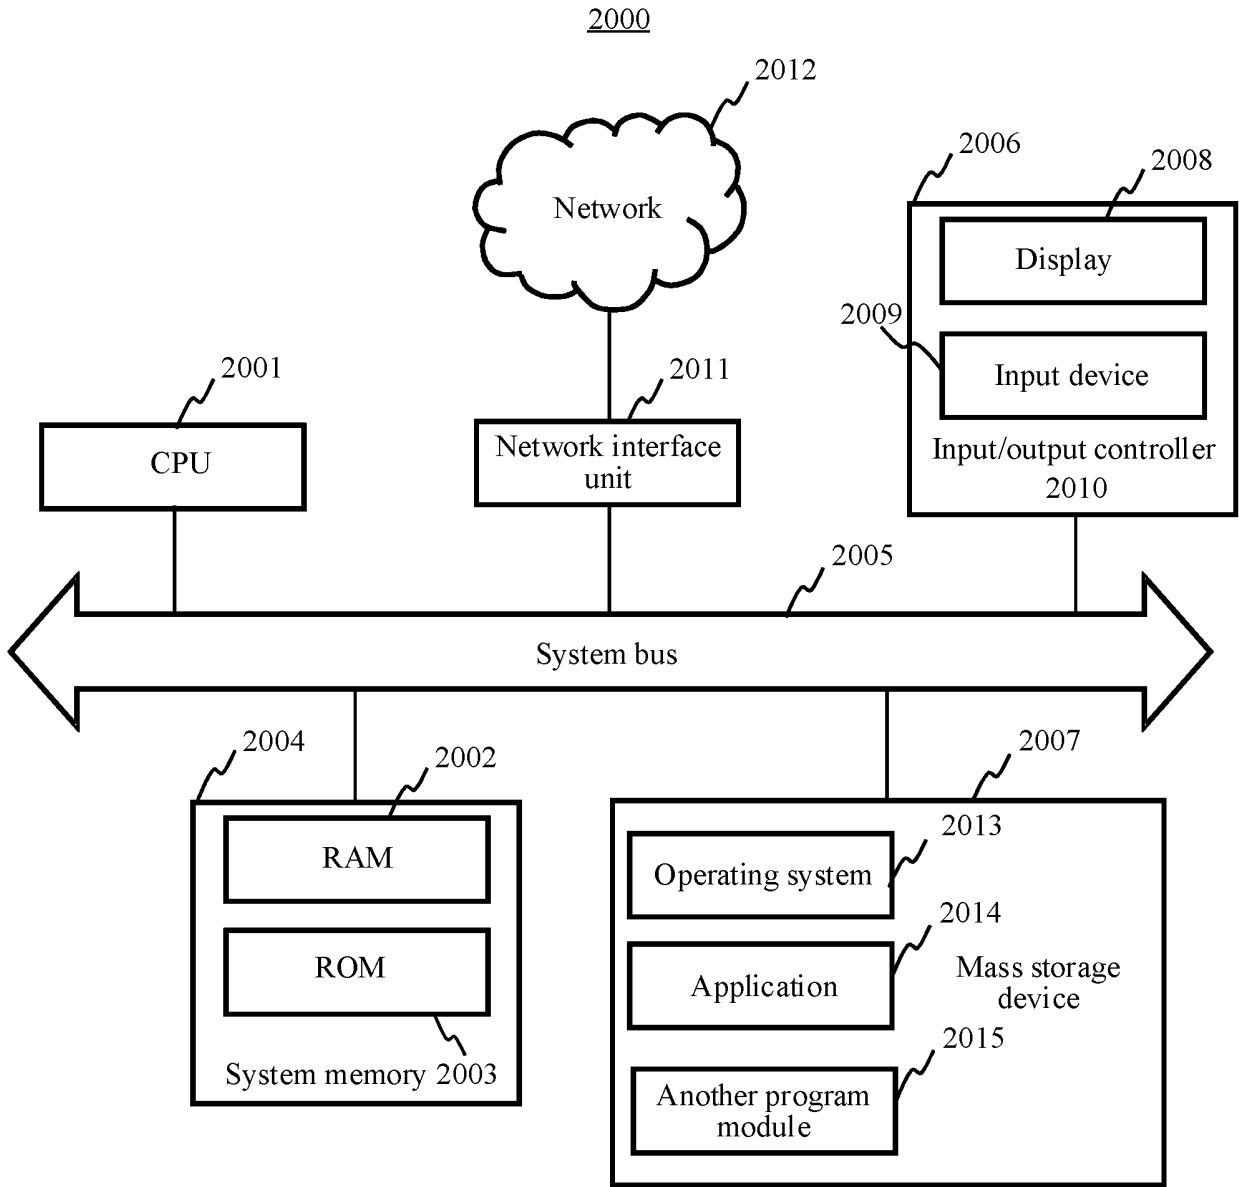 2000
2012
Network
2006
2008
Display
2009
Input device
Input/output controller
2010
2001
CPU
2011
Network interface
unit
2005
System bus
2004
2002
RAM
ROM
System memory 2003
2007
2013
Operating system
2014
Application
Mass storage
device
2015
Another program
module